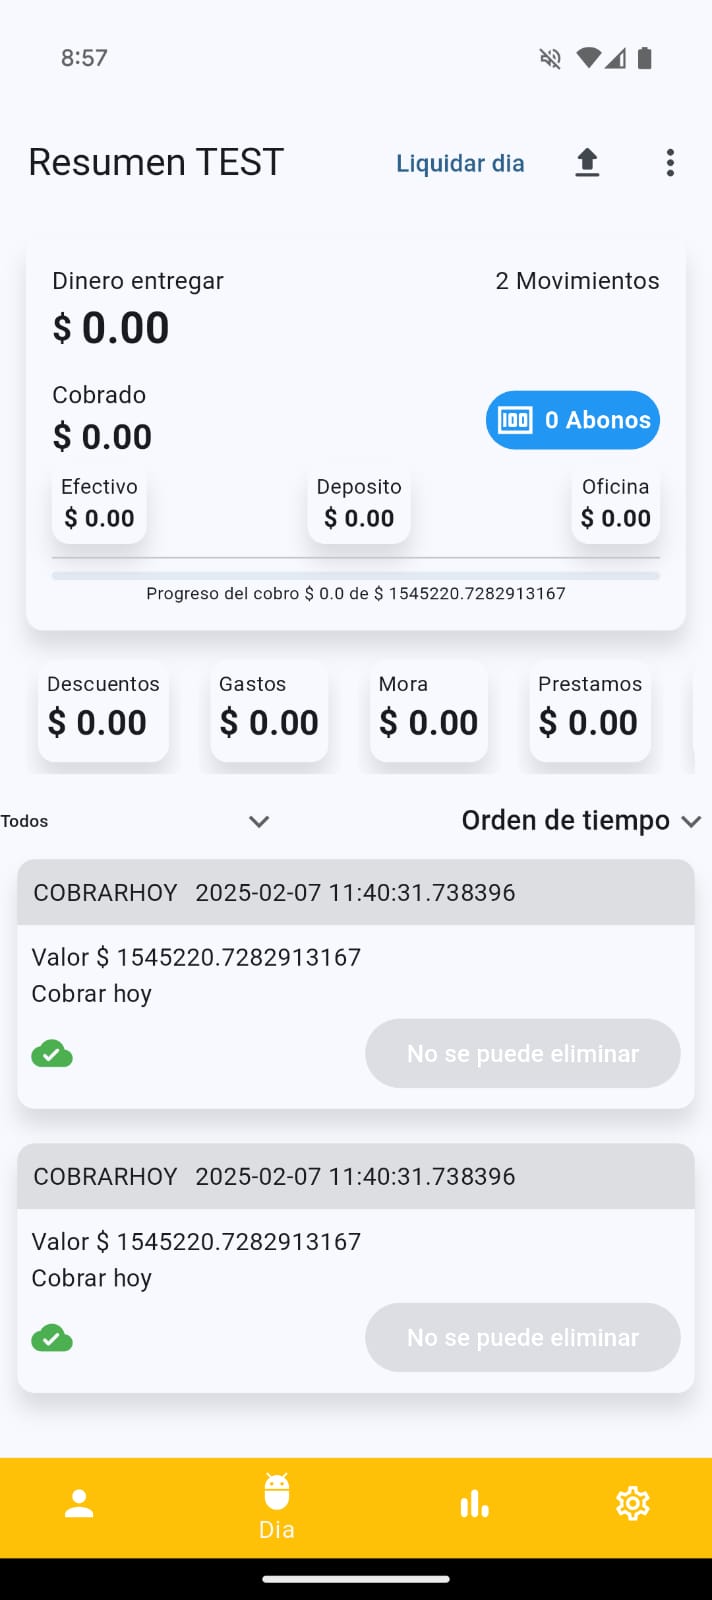 8:57
Resumen TEST
Liquidar dia
Dinero entregar
2 Movimientos
$ 0.00
Cobrado
$ 0.00
100 0 Abonos
Efectivo
$ 0.00
Deposito
$ 0.00
Oficina
$ 0.00
Progreso del cobro $ 0.0 de $ 1545220.7282913167
Descuentos
$ 0.00
Gastos
$ 0.00
Mora
$ 0.00
Prestamos
$ 0.00
Todos
Orden de tiempo
COBRARHOY 2025-02-07 11:40:31.738396
Valor $ 1545220.7282913167
Cobrar hoy
No se puede eliminar
COBRARHOY 2025-02-07 11:40:31.738396
Valor $ 1545220.7282913167
Cobrar hoy
No se puede eliminar
Dia